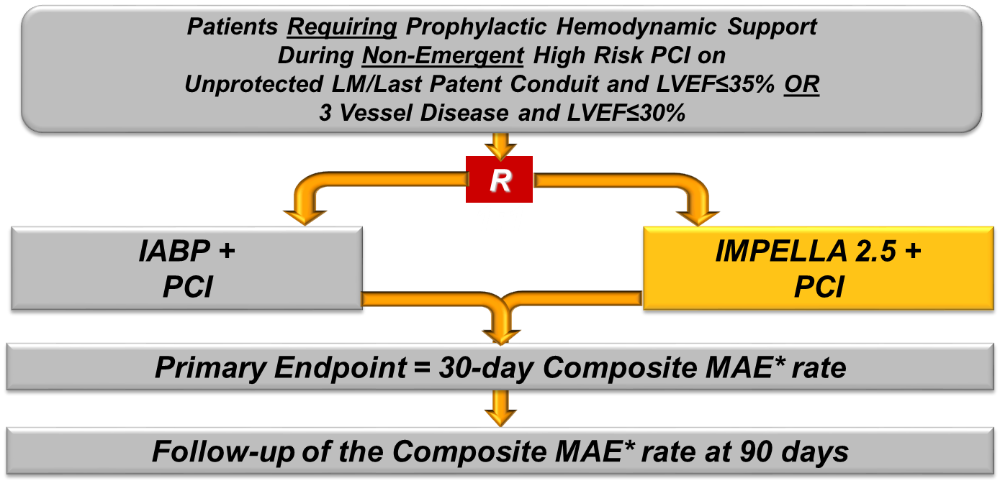 Patients Requiring Prophylactic Hemodynamic Support
During Non-Emergent High Risk PCI on
Unprotected LM/Last Patent Conduit and LVEF≤35% OR
3 Vessel Disease and LVEF≤30%
R
IABP +
PCI
IMPELLA 2.5 +
PCI
Primary Endpoint = 30-day Composite MAE* rate
Follow-up of the Composite MAE* rate at 90 days